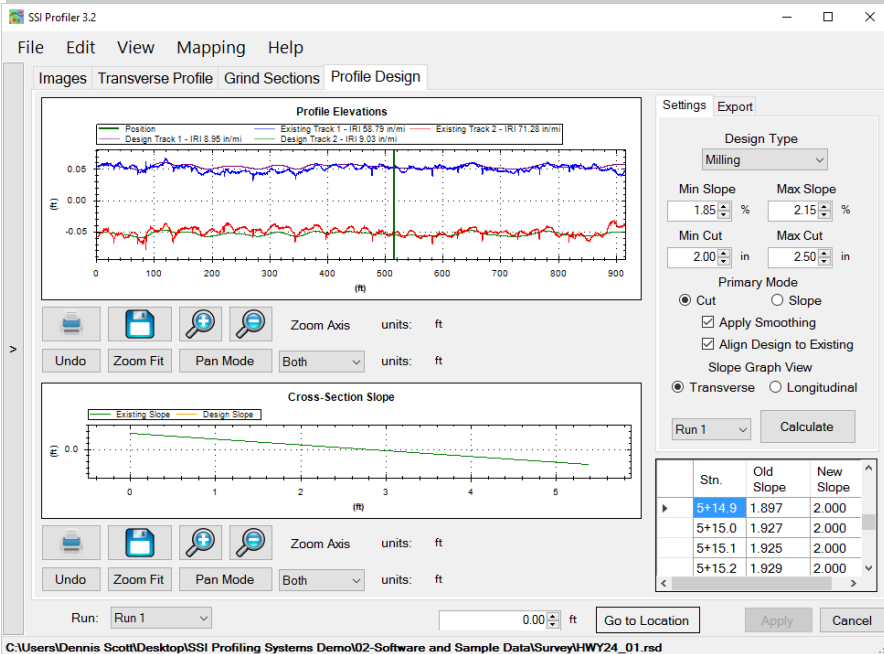 SSI Profiler 3.2
File Edit View Mapping Help
Images Transverse Profile Grind Sections Profile Design
Profile Elevations
Position Existing Track 1 - IRI 58.79 in/mi Existing Track 2 - IRI 71.28 in/mi
Design Track 1 - IRI 8.95 in/mi Design Track 2 - IRI 9.03 in/mi
(ft)
0.05
0.00
-0.05
0 100 200 300 400 500 600 700 800 900
(ft)
Zoom Axis units: ft
Undo Zoom Fit Pan Mode Both units: ft
>
Cross-Section Slope
Existing Slope Design Slope
(ft)
0.0
0 1 2 3 4 5
(ft)
Zoom Axis units: ft
Undo Zoom Fit Pan Mode Both units: ft
Settings Export
Design Type
Milling
Min Slope Max Slope
1.85 % 2.15 %
Min Cut Max Cut
2.00 in 2.50 in
Primary Mode
Cut Slope
Apply Smoothing
Align Design to Existing
Slope Graph View
Transverse Longitudinal
Run 1 Calculate
Stn. Old Slope New Slope
5+14.9 1.897 2.000
5+15.0 1.927 2.000
5+15.1 1.925 2.000
5+15.2 1.929 2.000
Run: Run 1 0.00 ft Go to Location Apply Cancel
C:\Users\Dennis Scott\Desktop\SSI Profiling Systems Demo\02-Software and Sample Data\Survey\HWY24_01.rsd